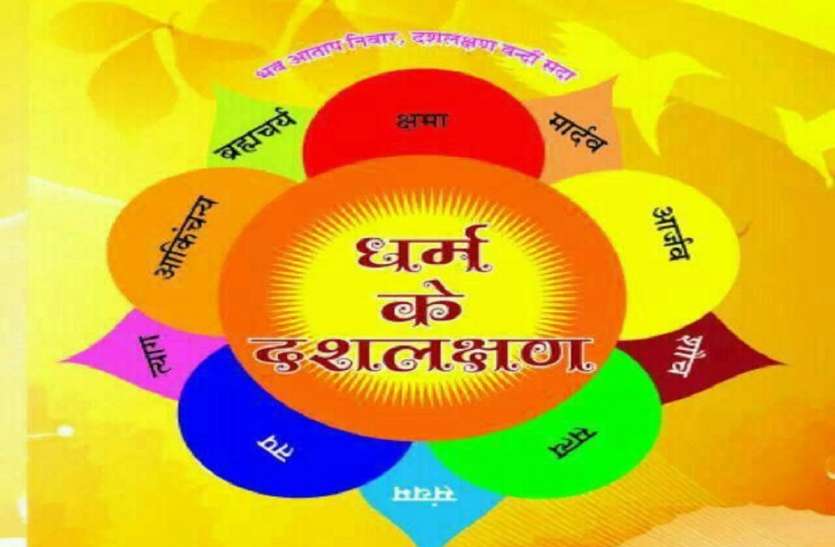 भव आताप निवार, दशलक्षण वन्दौं सदा
क्षमा
मार्दव
आर्जव
शौच
सत्य
संयम
तप
त्याग
आकिंचन्य
ब्रह्मचर्य
धर्म
के
दशलक्षण